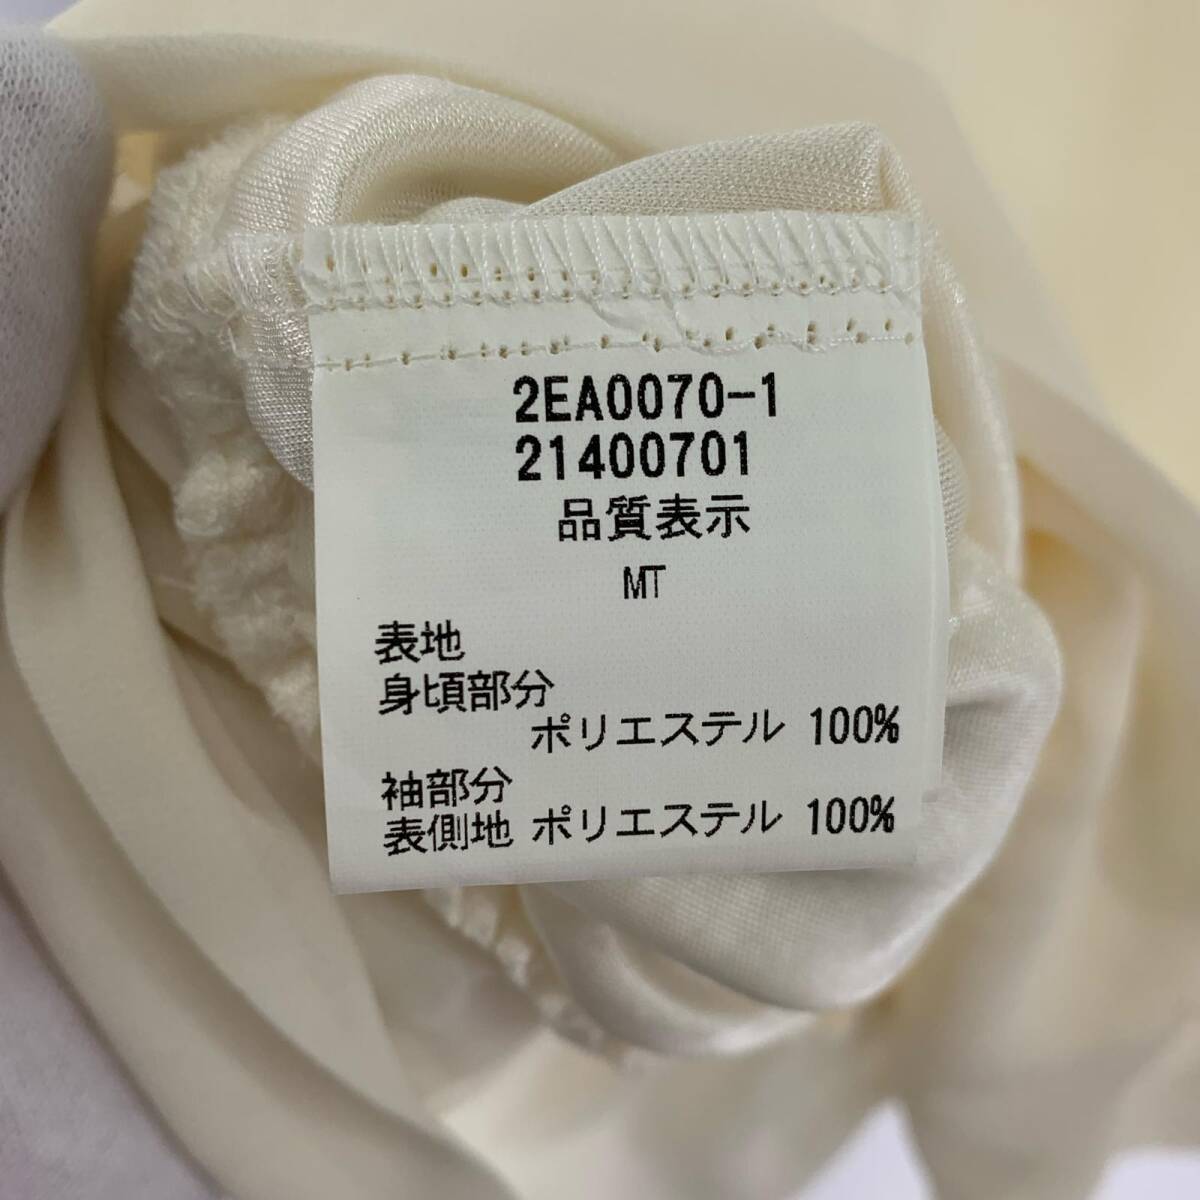 2EA0070-1
21400701
品質表示
MT
表地
身頃部分
ポリエステル 100%
袖部分
表側地 ポリエステル 100%